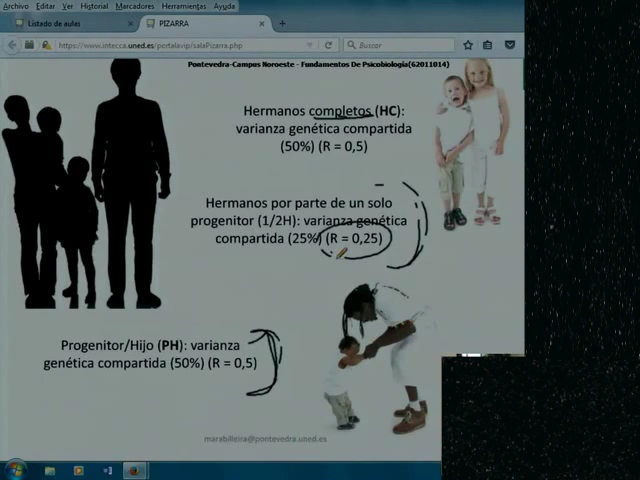 Archivo Editar Ver Historial Marcadores Herramientas Ayuda
Listado de aulas
PIZARRA
https://www.intecca.uned.es/portalavip/salaPizarra.php
Buscar
Pontevedra-Campus Noroeste - Fundamentos De Psicobiología(62011014)
Hermanos completos (HC):
varianza genética compartida
(50%) (R = 0,5)
Hermanos por parte de un solo
progenitor (1/2H): varianza genética
compartida (25%) (R = 0,25)
Progenitor/Hijo (PH): varianza
genética compartida (50%) (R = 0,5)
marabilleira@pontevedra.uned.es